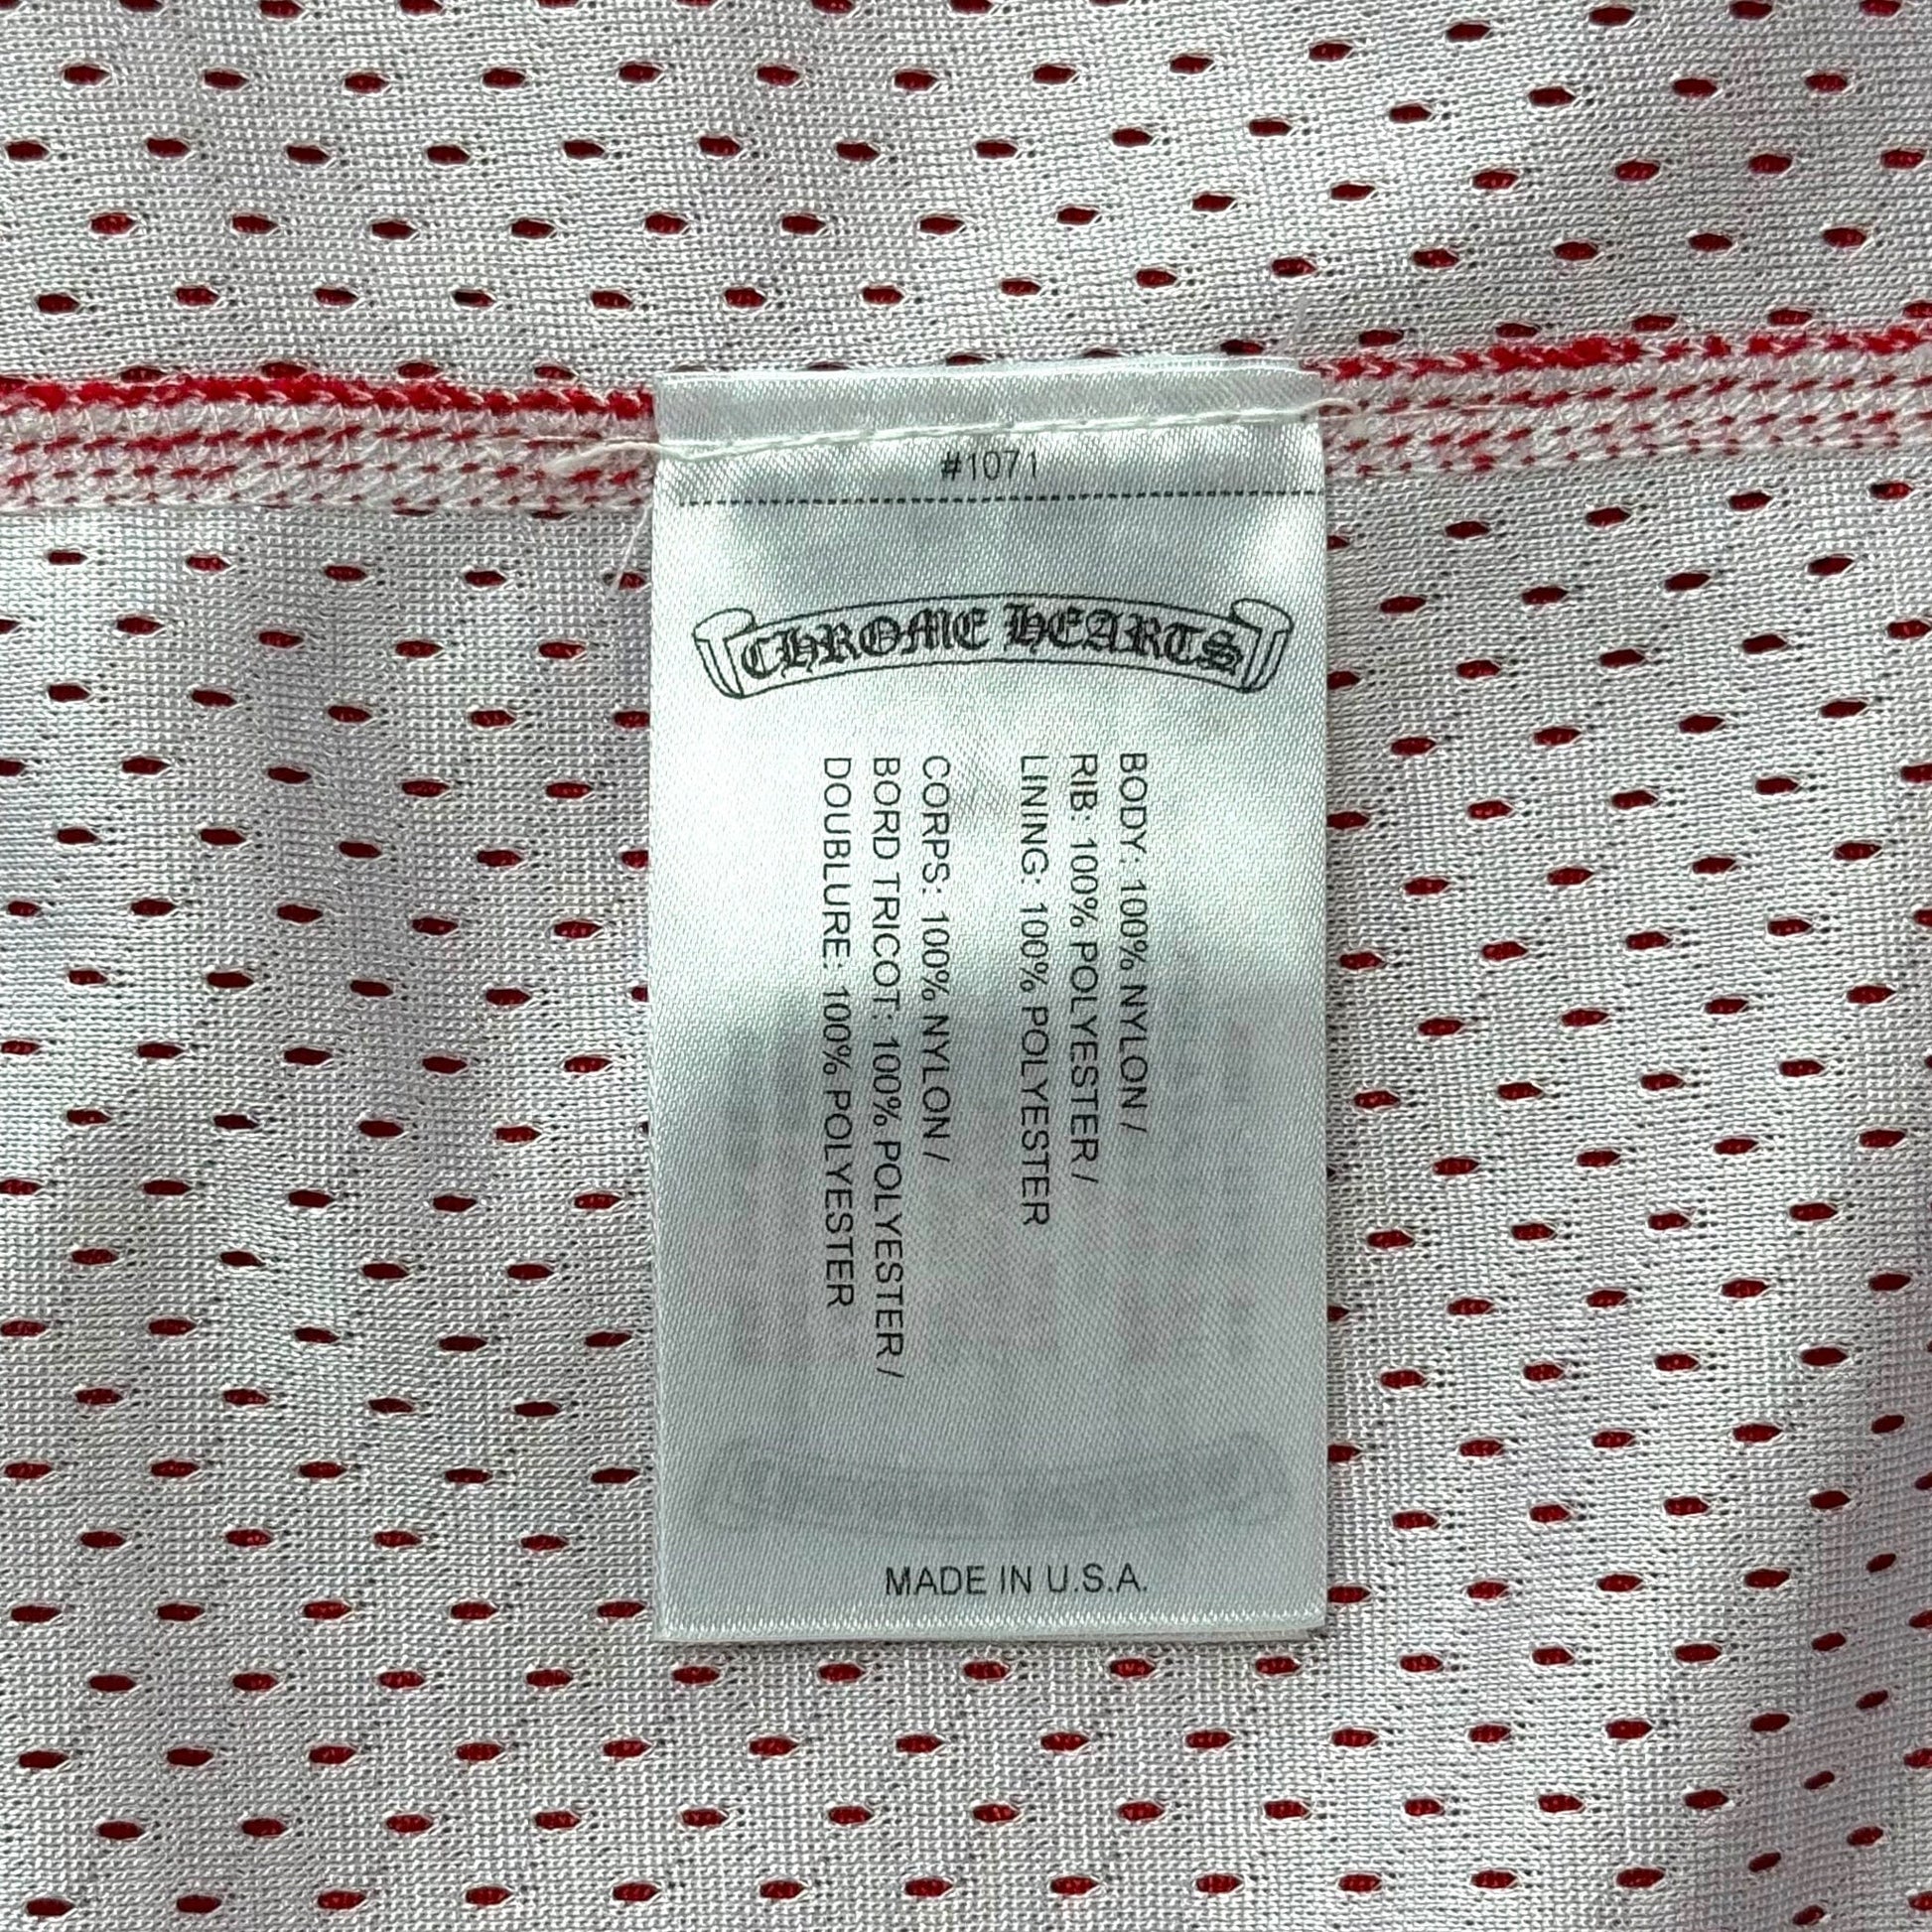 #1071
CHROME HEARTS
BODY: 100% NYLON /
RIB: 100% POLYESTER /
LINING: 100% POLYESTER
CORPS: 100% NYLON /
BORD TRICOT: 100% POLYESTER /
DOUBLURE: 100% POLYESTER
MADE IN U.S.A.